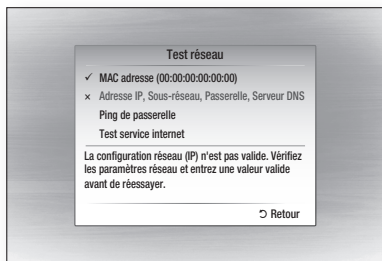 Test réseau
✓ MAC adresse (00:00:00:00:00:00)
× Adresse IP, Sous-réseau, Passerelle, Serveur DNS
Ping de passerelle
Test service internet
La configuration réseau (IP) n'est pas valide. Vérifiez
les paramètres réseau et entrez une valeur valide
avant de réessayer.
Retour